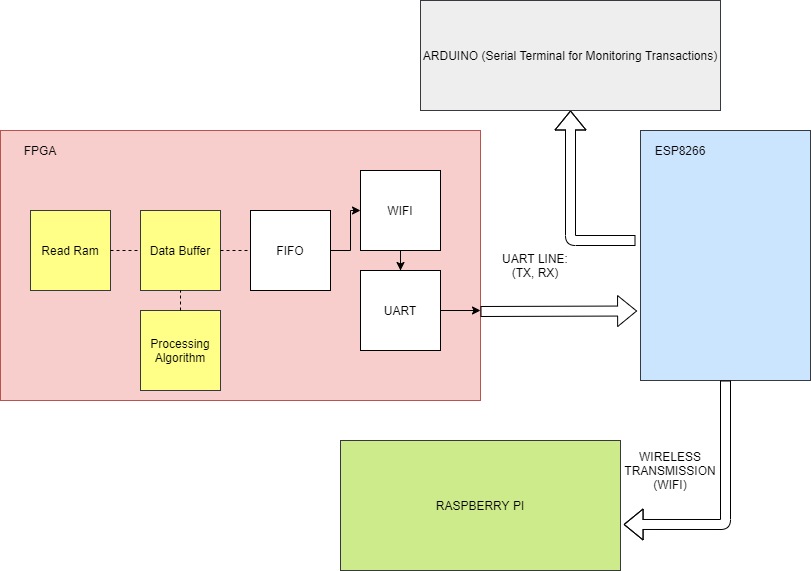 ARDUINO (Serial Terminal for Monitoring Transactions)
FPGA
ESP8266
WIFI
Read Ram
Data Buffer
FIFO
UART LINE:
(TX, RX)
UART
Processing
Algorithm
WIRELESS
TRANSMISSION
(WIFI)
RASPBERRY PI